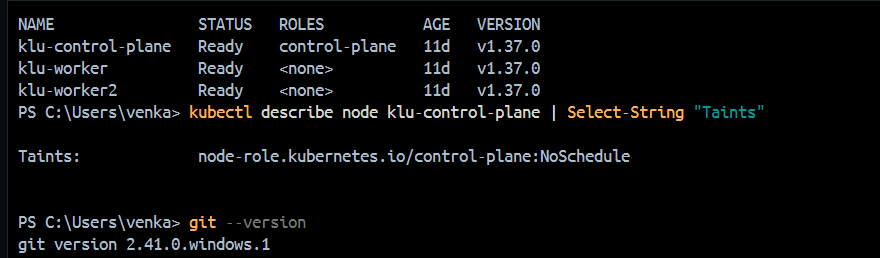 NAME STATUS ROLES AGE VERSION
klu-control-plane Ready control-plane 11d v1.37.0
klu-worker Ready <none> 11d v1.37.0
klu-worker2 Ready <none> 11d v1.37.0
PS C:\Users\venka> kubectl describe node klu-control-plane | Select-String "Taints"
Taints: node-role.kubernetes.io/control-plane:NoSchedule
PS C:\Users\venka> git --version
git version 2.41.0.windows.1